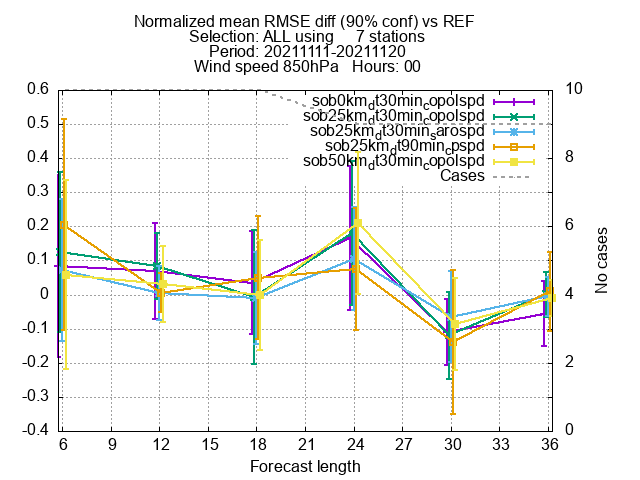 Normalized mean RMSE diff (90% conf) vs REF
Selection: ALL using 7 stations
Period: 20211111-20211120
Wind speed 850hPa Hours: 00
sob0km_dt30min_copolspd
sob25km_dt30min_copolspd
sob25km_dt30min_sarospd
sob25km_dt90min_cpspd
sob50km_dt30min_copolspd
Cases
0.6
0.5
0.4
0.3
0.2
0.1
0
-0.1
-0.2
-0.3
-0.4
10
8
6
4
2
0
No cases
6 9 12 15 18 21 24 27 30 33 36
Forecast length